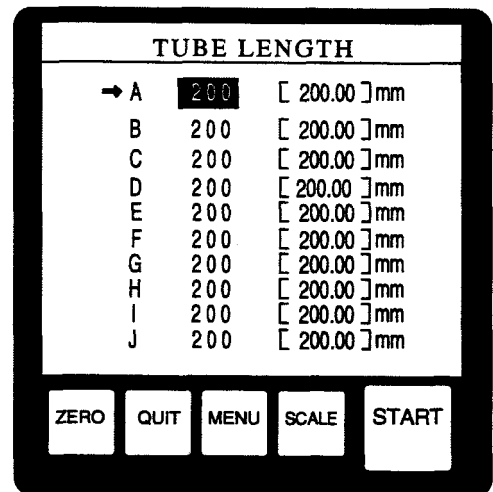 TUBE LENGTH
→ A 200 [ 200.00 ] mm
B 200 [ 200.00 ] mm
C 200 [ 200.00 ] mm
D 200 [ 200.00 ] mm
E 200 [ 200.00 ] mm
F 200 [ 200.00 ] mm
G 200 [ 200.00 ] mm
H 200 [ 200.00 ] mm
I 200 [ 200.00 ] mm
J 200 [ 200.00 ] mm
ZERO QUIT MENU SCALE START